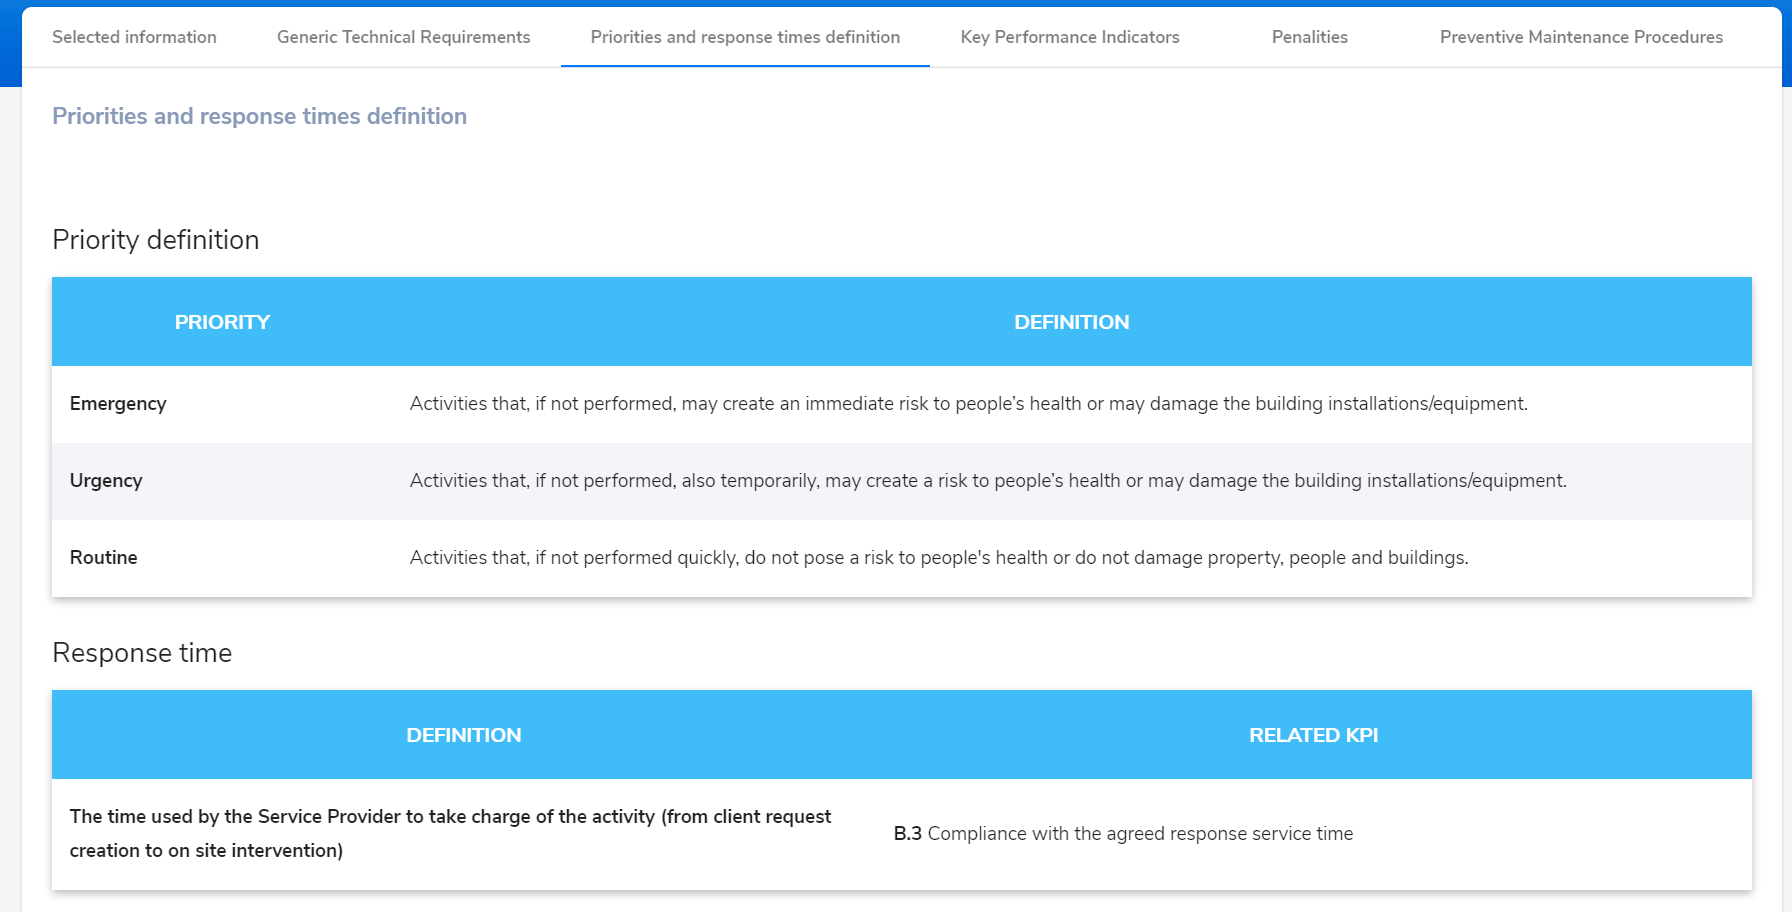 Selected information
Generic Technical Requirements
Priorities and response times definition
Key Performance Indicators
Penalities
Preventive Maintenance Procedures
Priorities and response times definition
Priority definition
PRIORITY
DEFINITION
Emergency
Activities that, if not performed, may create an immediate risk to people’s health or may damage the building installations/equipment.
Urgency
Activities that, if not performed, also temporarily, may create a risk to people’s health or may damage the building installations/equipment.
Routine
Activities that, if not performed quickly, do not pose a risk to people's health or do not damage property, people and buildings.
Response time
DEFINITION
RELATED KPI
The time used by the Service Provider to take charge of the activity (from client request
creation to on site intervention)
B.3 Compliance with the agreed response service time